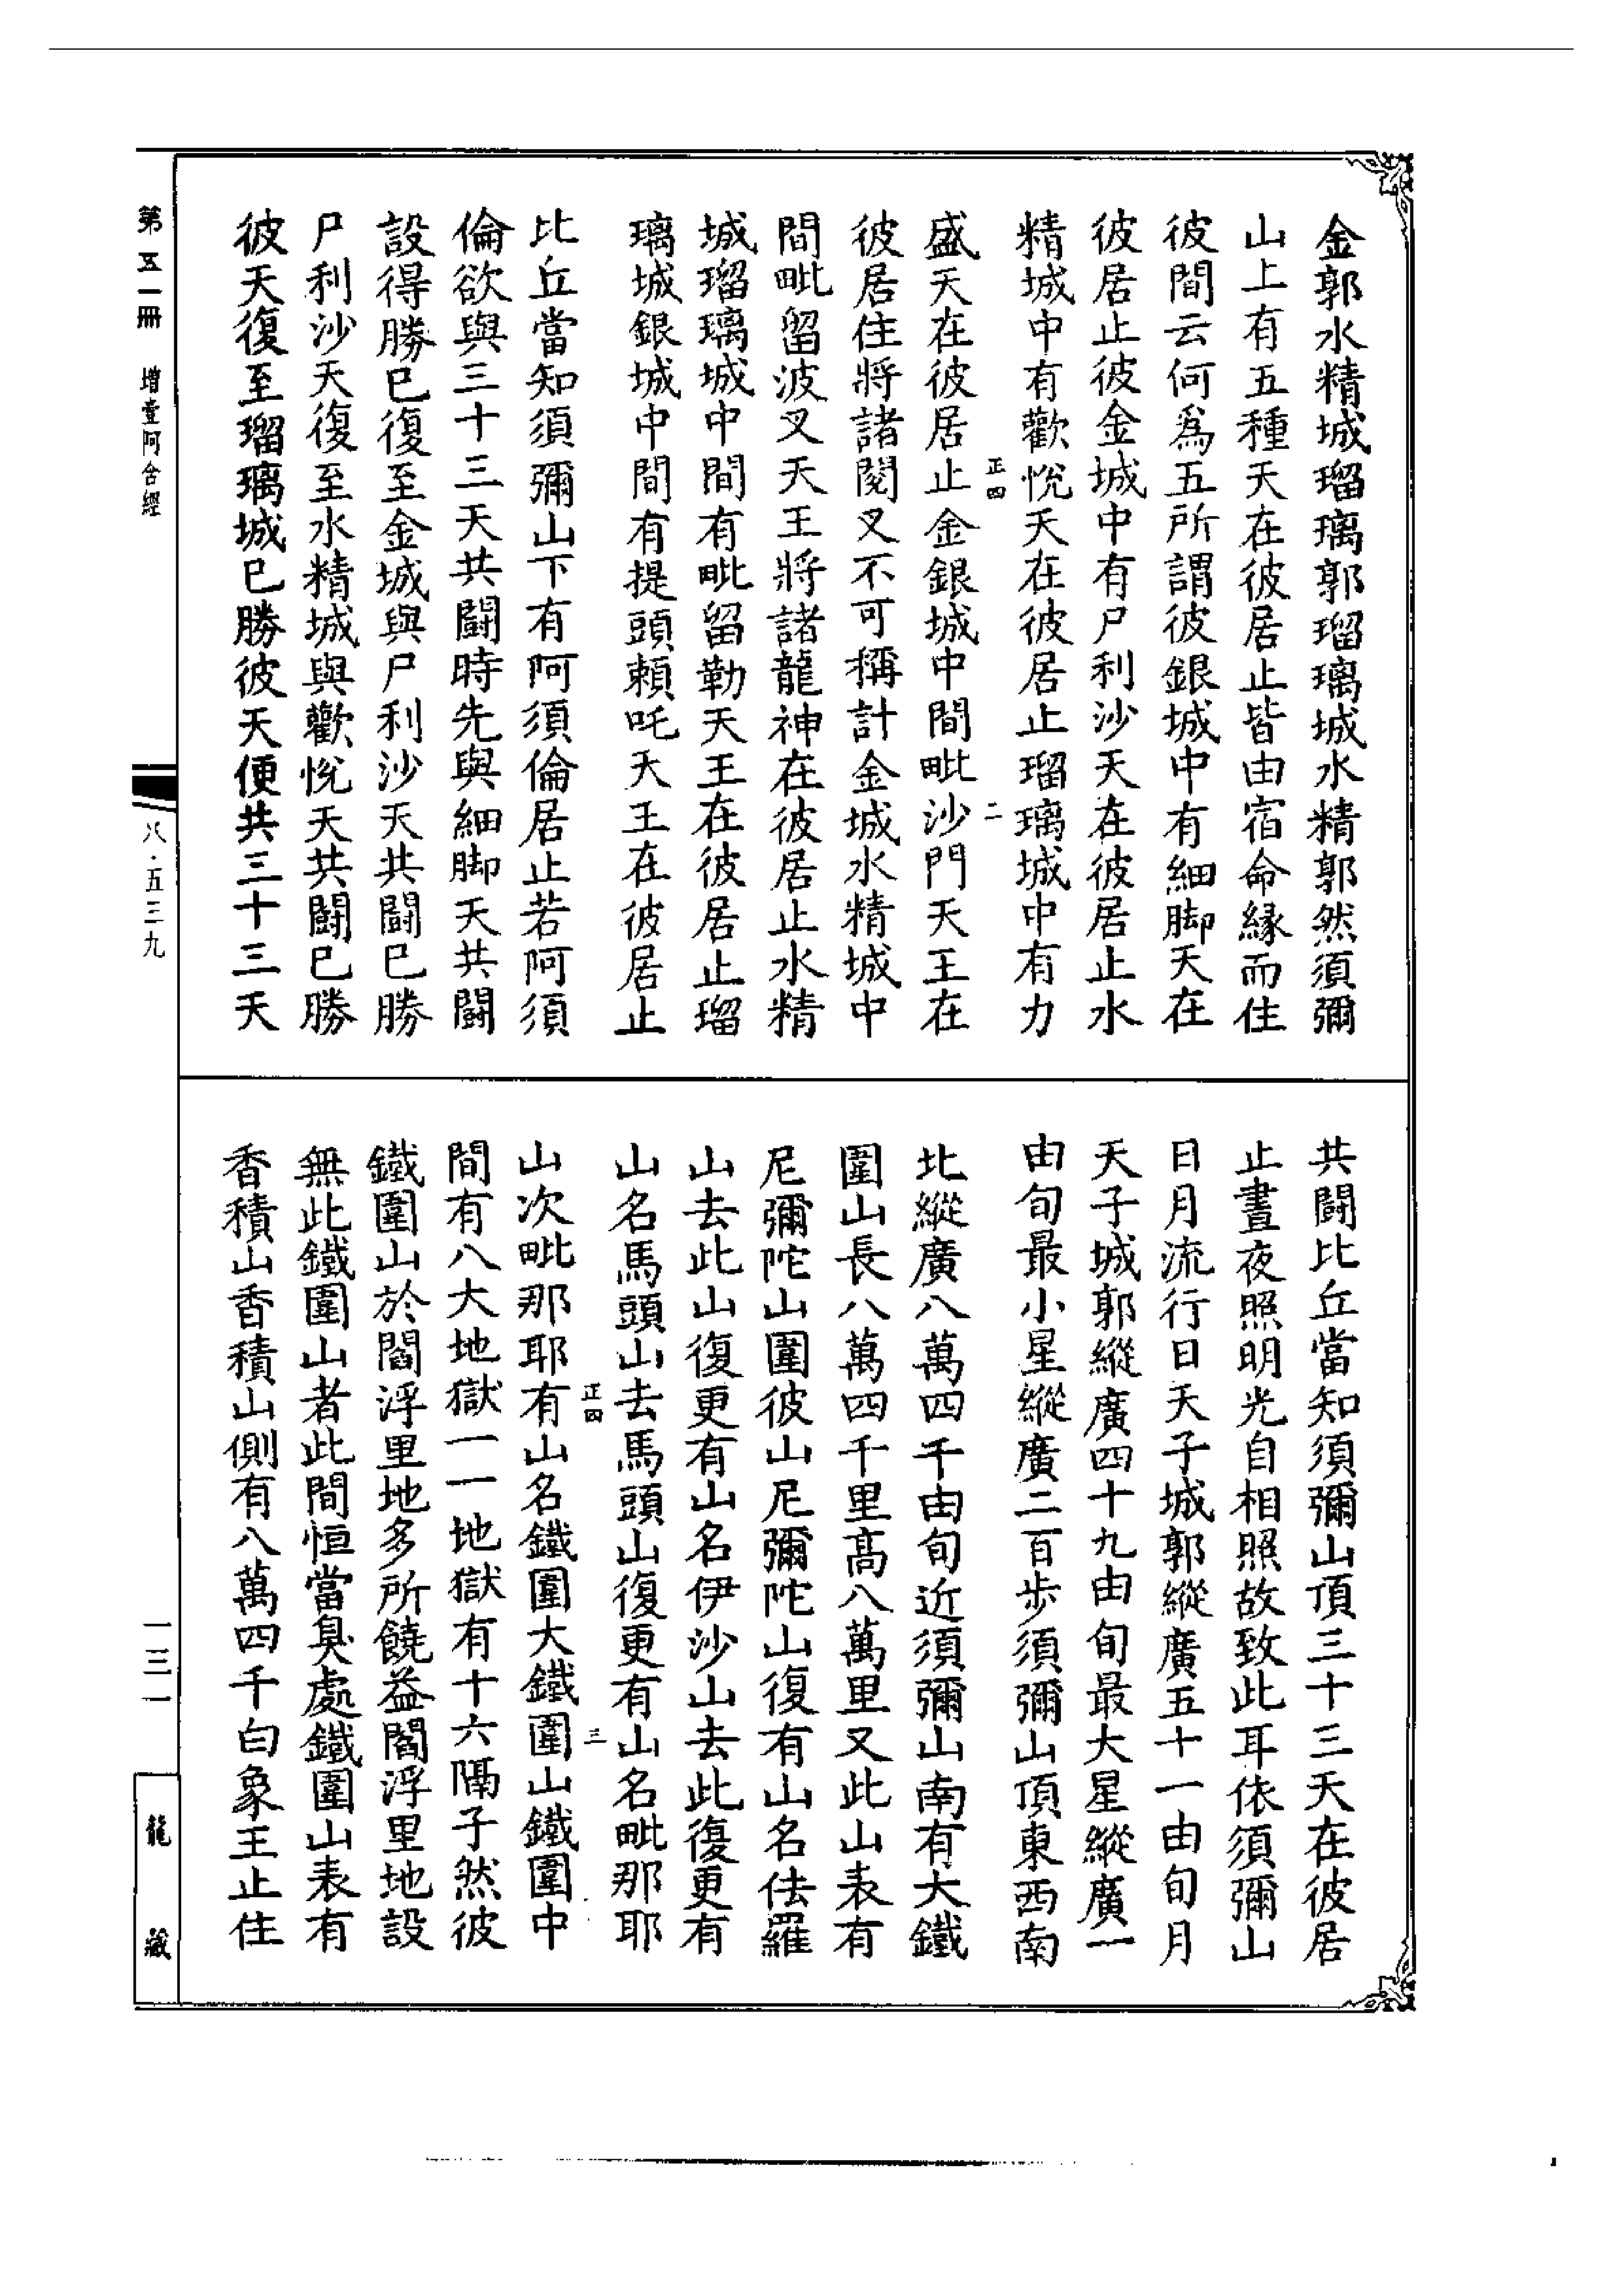 金郭水精城瑠璃郭瑠璃城水精郭然須彌
山上有五種天在彼居止皆由宿命緣而住
彼間云何爲五所謂彼銀城中有細脚天在
彼居止彼金城中有尸利沙天在彼居止水
精城中有歡悅天在彼居止瑠璃城中有力
正四 二
盛天在彼居止金銀城中間毗沙門天王在
彼居住將諸閱叉不可稱計金城水精城中
間毗留波叉天王將諸龍神在彼居止水精
城瑠璃城中間有毗留勒天王在彼居止瑠
璃城銀城中間有提頭賴吒天王在彼居止
比丘當知須彌山下有阿須倫居止若阿須
倫欲與三十三天共鬪時先與細脚天共鬪
設得勝已復至金城與尸利沙天共鬪已勝
尸利沙天復至水精城與歡悅天共鬪已勝
彼天復至瑠璃城已勝彼天便共三十三天
共鬪比丘當知須彌山頂三十三天在彼居
止晝夜照明光自相照故致此耳依須彌山
日月流行日天子城郭縱廣五十一由旬月
天子城郭縱廣四十九由旬最大星縱廣一
由旬最小星縱廣二百步須彌山頂東西南
北縱廣八萬四千由旬近須彌山南有大鐵
圍山長八萬四千里高八萬里又此山表有
尼彌陀山圍彼山尼彌陀山復有山名佉羅
山去此山復更有山名伊沙山去此復更有
山名馬頭山去馬頭山復更有山名毗那耶
正四 三
山次毗那耶有山名鐵圍大鐵圍山鐵圍中
間有八大地獄一一地獄有十六隔子然彼
鐵圍山於閻浮里地多所饒益閻浮里地設
無此鐵圍山者此間恒當臭處鐵圍山表有
香積山香積山側有八萬四千白象王止住
第五一冊 增壹阿含經
八·五三九
一三一
龍藏